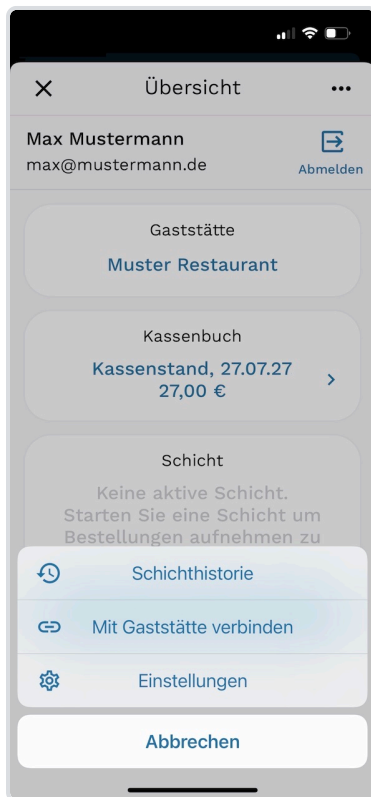 Übersicht
Max Mustermann
max@mustermann.de
Abmelden
Gaststätte
Muster Restaurant
Kassenbuch
Kassenstand, 27.07.27
27,00 €
Schicht
Keine aktive Schicht.
Starten Sie eine Schicht um
Bestellungen aufnehmen zu
Schichthistorie
Mit Gaststätte verbinden
Einstellungen
Abbrechen